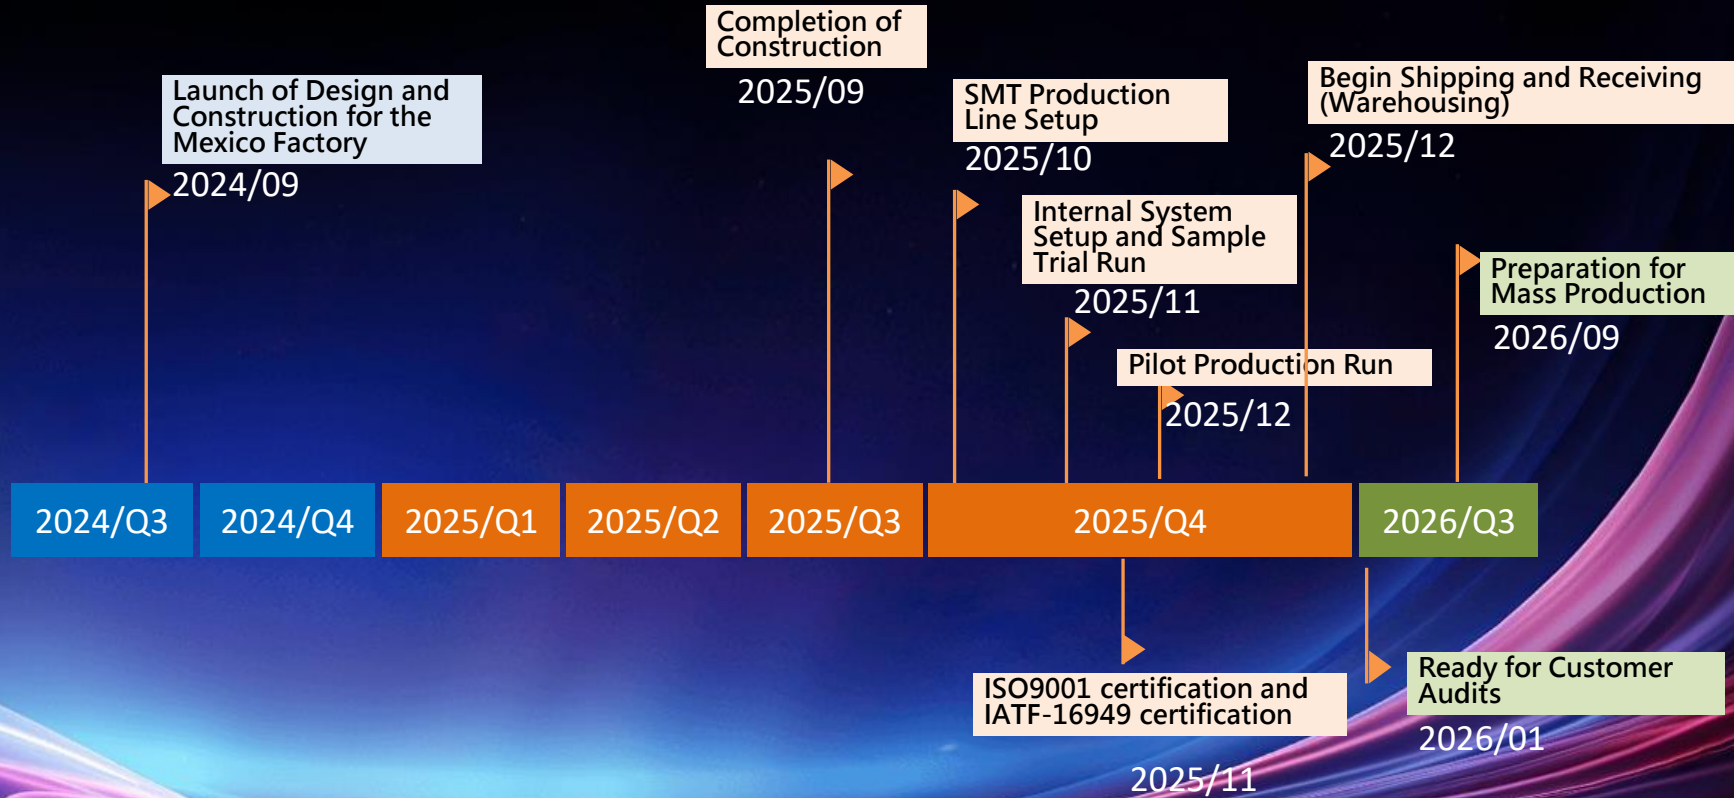 Launch of Design and
Construction for the
Mexico Factory
2024/09
Completion of
Construction
2025/09
SMT Production
Line Setup
2025/10
Internal System
Setup and Sample
Trial Run
2025/11
Pilot Production Run
2025/12
Begin Shipping and Receiving
(Warehousing)
2025/12
Preparation for
Mass Production
2026/09
2024/Q3
2024/Q4
2025/Q1
2025/Q2
2025/Q3
2025/Q4
2026/Q3
ISO9001 certification and
IATF-16949 certification
2025/11
Ready for Customer
Audits
2026/01